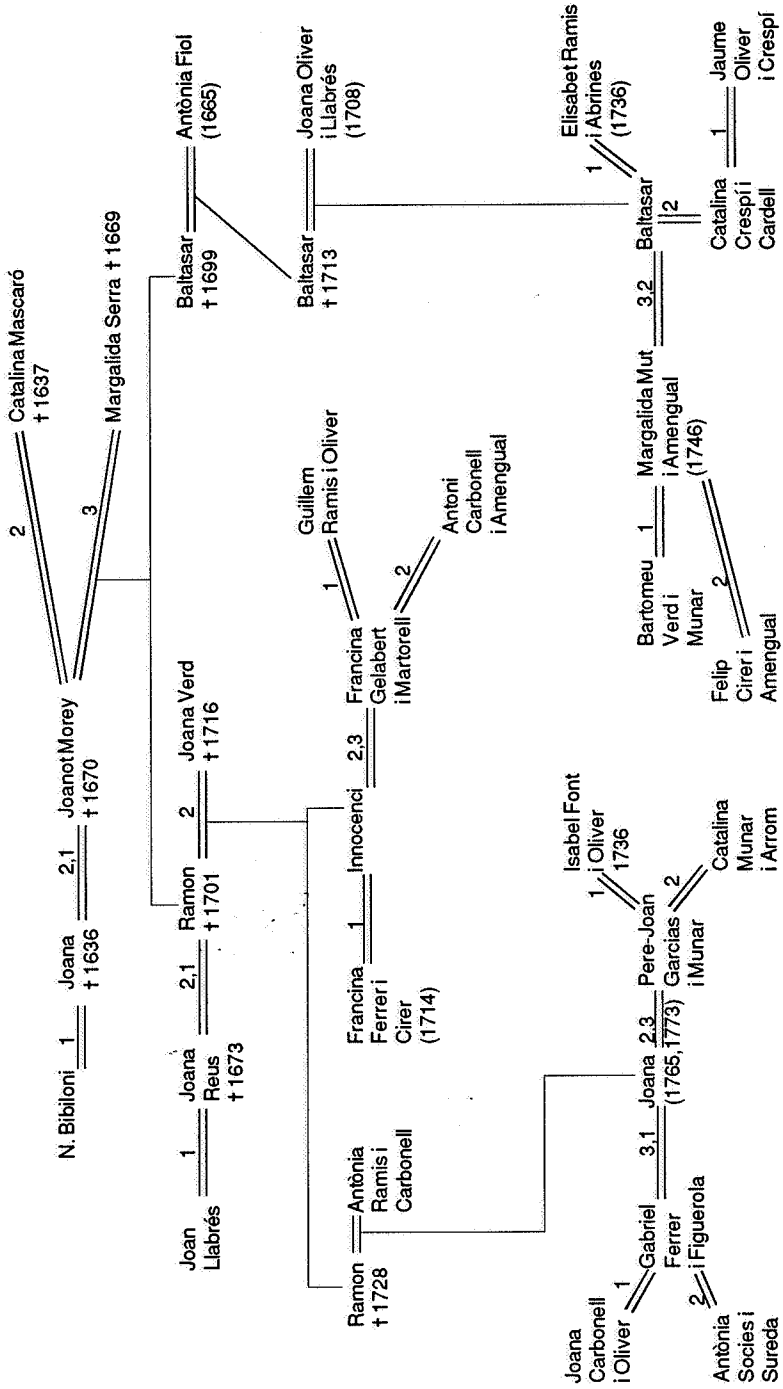 N. Bibiloni
1
Joana
† 1636
2,1
Joanot Morey
† 1670
2
Catalina Mascaró
† 1637
3
Margalida Serra † 1669
Joan
Llabrés
1
Joana
Reus
† 1673
2,1
Ramon
† 1701
2
Joana Verd
† 1716
Baltasar
† 1699
Antònia Fiol
(1665)
Baltasar
† 1713
Joana Oliver
i Llabrés
(1708)
Ramon
† 1728
Antònia
Ramis i
Carbonell
Francina
Ferrer i
Cirer
(1714)
1
Innocenci
2,3
Francina
Gelabert
i Martorell
1
Guillem
Ramis i Oliver
2
Antoni
Carbonell
i Amengual
Joana
Carbonell
i Oliver
1
Gabriel
Ferrer
i Figuerola
2
Antònia
Socies i
Sureda
3,1
Joana
(1765, 1773)
2,3
Pere-Joan
Garcias
i Munar
1
Isabel Font
i Oliver
1736
2
Catalina
Munar
i Arrom
Bartomeu
Verd i
Munar
1
Felip
Cirer i
Amengual
2
Margalida Mut
i Amengual
(1746)
3,2
Baltasar
1
Elisabet Ramis
i Abrines
(1736)
2
Catalina
Crespí i
Cardell
1
Jaume
Oliver
i Crespí